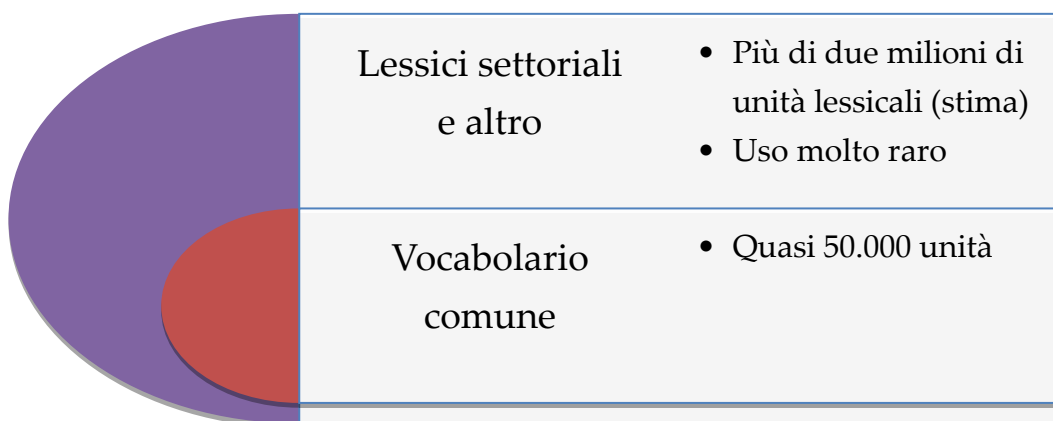 Lessici settoriali
e altro
• Più di due milioni di
unità lessicali (stima)
• Uso molto raro
Vocabolario
comune
• Quasi 50.000 unità